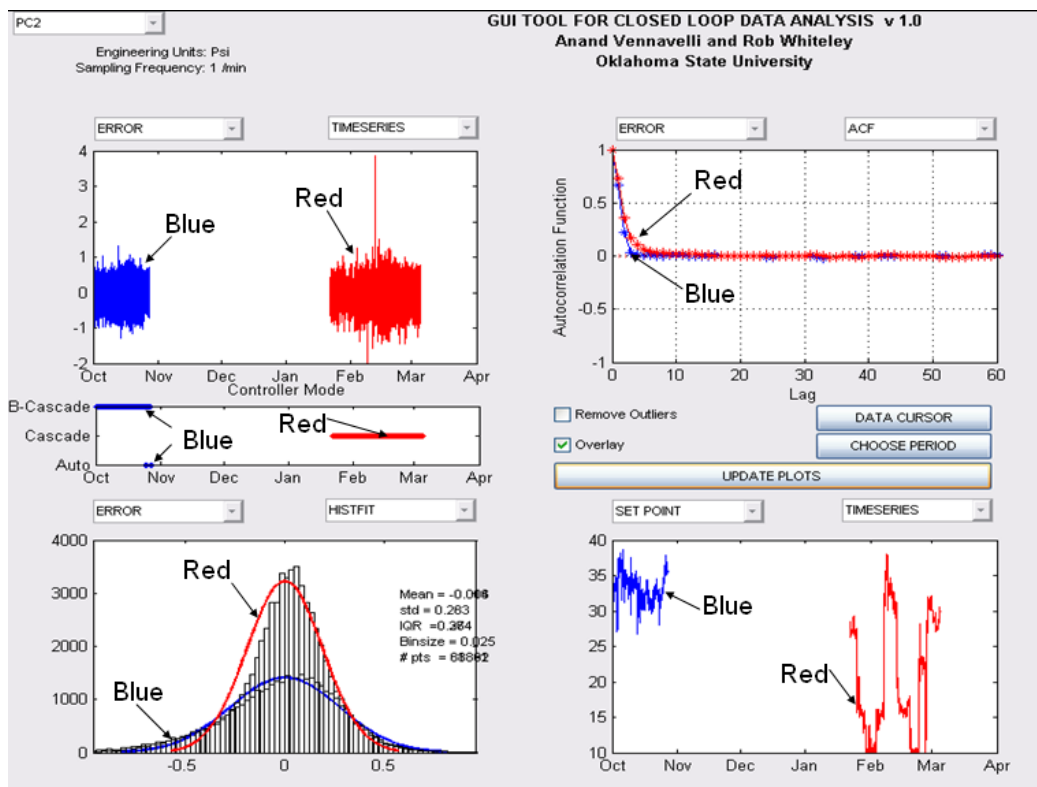 PC2
GUI TOOL FOR CLOSED LOOP DATA ANALYSIS v 1.0
Anand Vennavelli and Rob Whiteley
Oklahoma State University
Engineering Units: Psi
Sampling Frequency: 1 /min
ERROR
TIMESERIES
4
3
2
1
0
-1
-2
Red
Blue
Oct Nov Dec Jan Feb Mar Apr
ERROR
ACF
Autocorrelation Function
1
0.5
0
-0.5
-1
Red
Blue
0 10 20 30 40 50 60
Lag
Controller Mode
B-Cascade
Cascade
Auto
Blue
Red
Oct Nov Dec Jan Feb Mar Apr
Remove Outliers
DATA CURSOR
Overlay
CHOOSE PERIOD
UPDATE PLOTS
ERROR
HISTFIT
4000
3000
2000
1000
0
Red
Blue
Mean =
std =
IQR =
Binsize = 0.025
# pts =
-0.5 0 0.5
SET POINT
TIMESERIES
40
35
30
25
20
15
10
Blue
Red
Oct Nov Dec Jan Feb Mar Apr